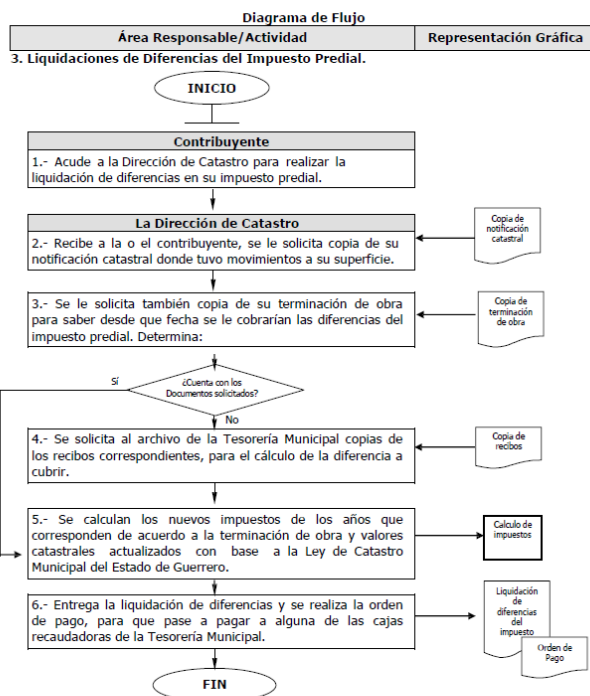 Diagrama de Flujo
Área Responsable/Actividad
Representación Gráfica
3. Liquidaciones de Diferencias del Impuesto Predial.
INICIO
Contribuyente
1.- Acude a la Dirección de Catastro para realizar la
liquidación de diferencias en su impuesto predial.
La Dirección de Catastro
2.- Recibe a la o el contribuyente, se le solicita copia de su
notificación catastral donde tuvo movimientos a su superficie.
Copia de
notificación
catastral
3.- Se le solicita también copia de su terminación de obra
para saber desde que fecha se le cobrarían las diferencias del
impuesto predial. Determina:
Copia de
terminación
de obra
Sí
¿Cuenta con los
Documentos solicitados?
No
4.- Se solicita al archivo de la Tesorería Municipal copias de
los recibos correspondientes, para el cálculo de la diferencia a
cubrir.
Copia de
recibos
5.- Se calculan los nuevos impuestos de los años que
corresponden de acuerdo a la terminación de obra y valores
catastrales actualizados con base a la Ley de Catastro
Municipal del Estado de Guerrero.
Calculo de
impuestos
6.- Entrega la liquidación de diferencias y se realiza la orden
de pago, para que pase a pagar a alguna de las cajas
recaudadoras de la Tesorería Municipal.
Liquidación
de
diferencias
del
impuesto
Orden de
Pago
FIN